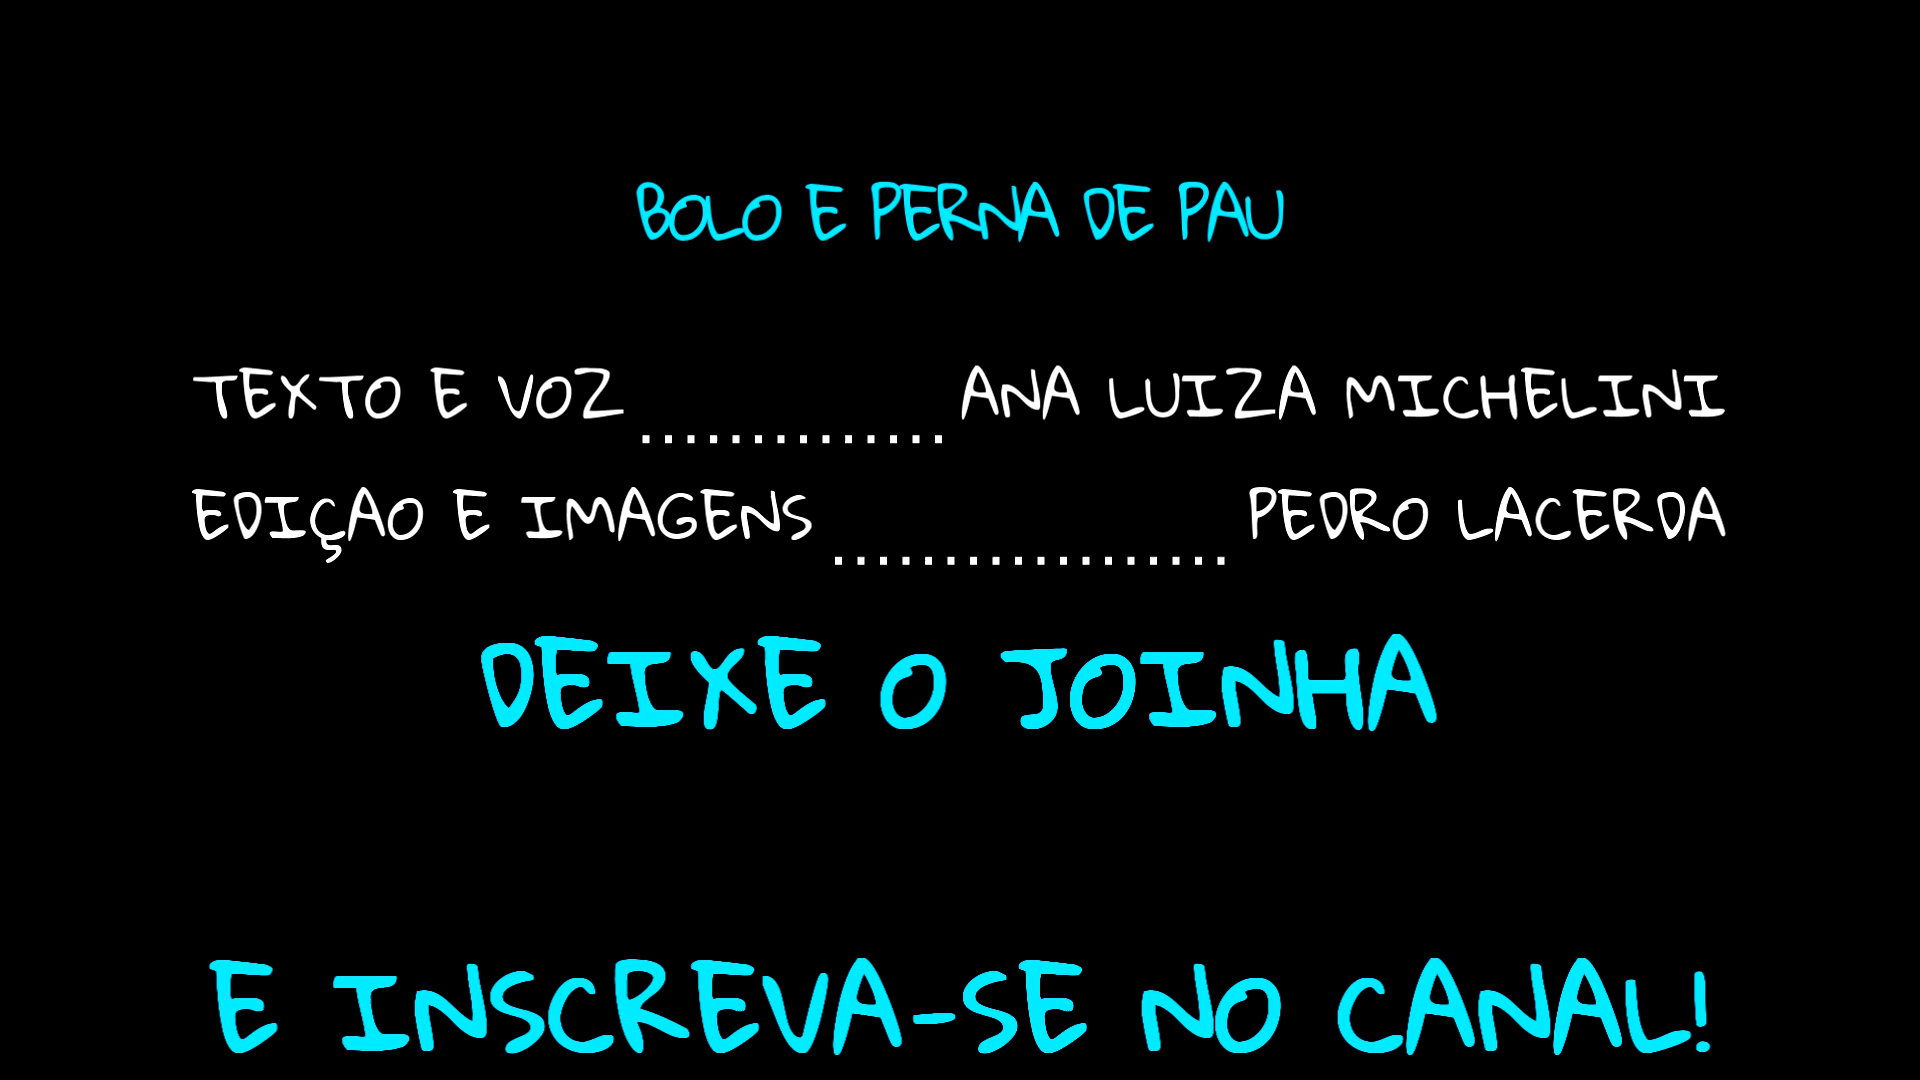 BOLO E PERNA DE PAU
TEXTO E VOZ .............. ANA LUIZA MICHELINI
EDIÇAO E IMAGENS .................. PEDRO LACERDA
DEIXE O JOINHA
E INSCREVA-SE NO CANAL!